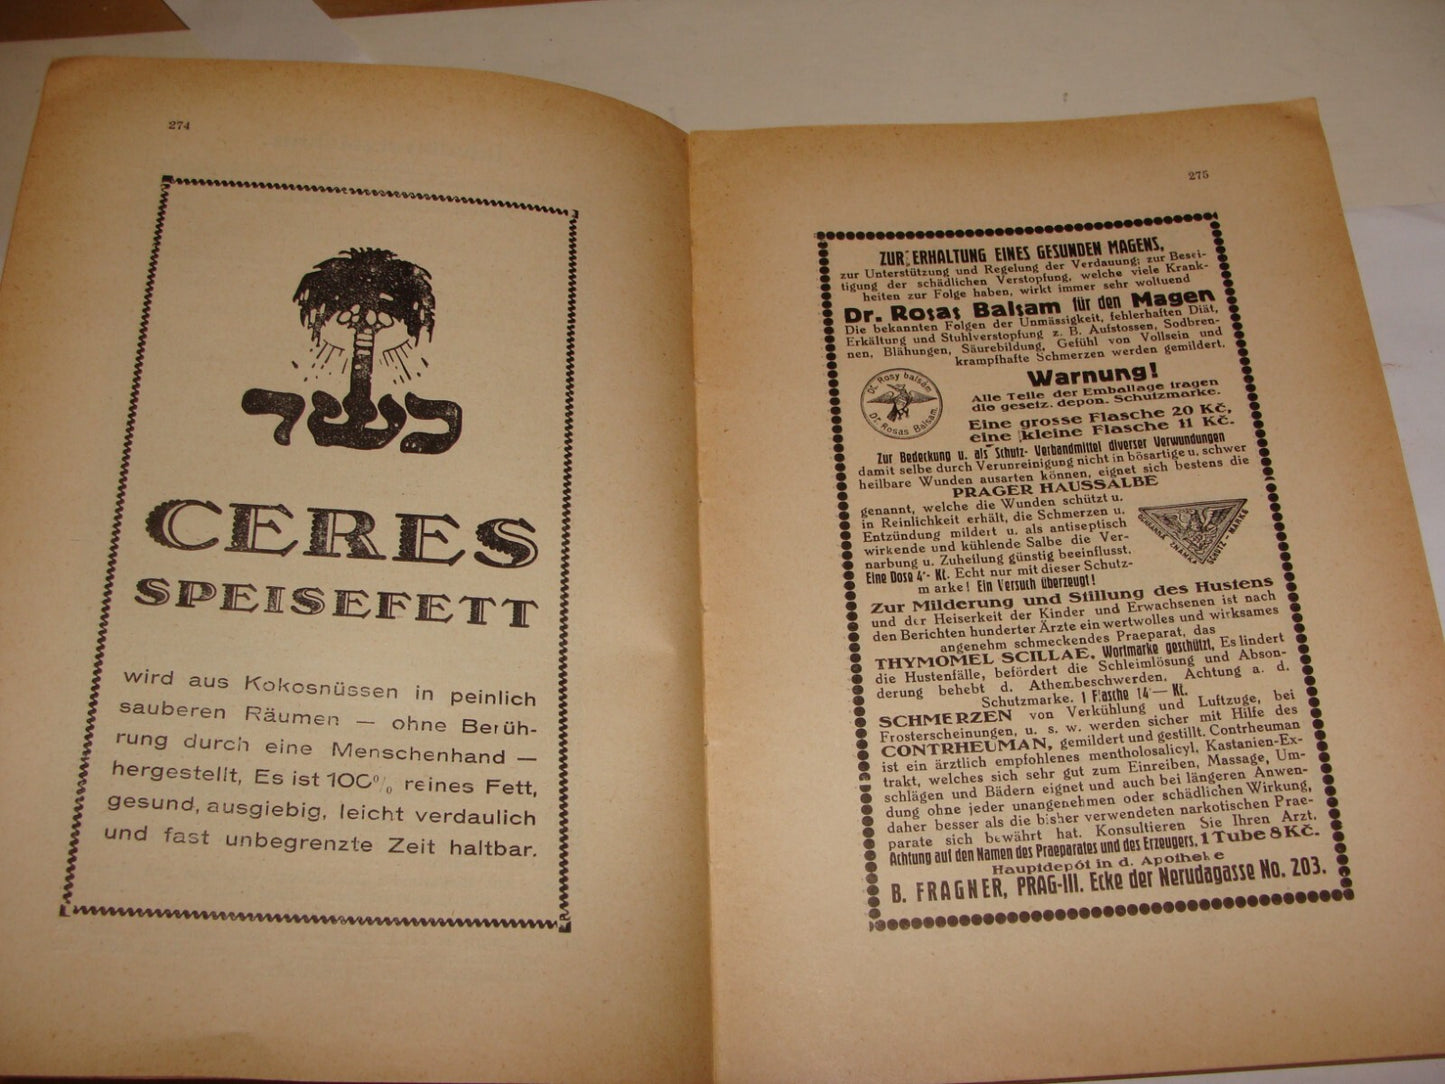 274
כשר
CERES
SPEISEFETT
wird aus Kokosnüssen in peinlich
sauberen Räumen — ohne Berüh-
rung durch eine Menschenhand —
hergestellt, Es ist 100% reines Fett,
gesund, ausgiebig, leicht verdaulich
und fast unbegrenzte Zeit haltbar.
275
ZUR ERHALTUNG EINES GESUNDEN MAGENS,
zur Unterstützung und Regelung der Verdauung; zur Besei-
tigung der schädlichen Verstopfung, welche viele Krank-
heiten zur Folge haben, wirkt immer sehr woltuend
Dr. Rosas Balsam für den Magen
Die bekannten Folgen der Unmässigkeit, fehlerhaften Diät,
Erkältung und Stuhlverstopfung z. B. Aufstossen, Sodbren-
nen, Blähungen, Säurebildung, Gefühl von Vollsein und
krampfhafte Schmerzen werden gemildert.
Dr. Rosy balsám
Dr. Rosas Balsam.
Warnung!
Alle Teile der Emballage tragen
die gesetz. depon. Schutzmarke.
Eine grosse Flasche 20 Kč,
eine kleine Flasche 11 Kč.
Zur Bedeckung u. als Schutz- Verbandmittel diverser Verwundungen
damit selbe durch Verunreinigung nicht in bösartige u. schwer
heilbare Wunden ausarten können, eignet sich bestens die
PRAGER HAUSSALBE
genannt, welche die Wunden schützt u.
in Reinlichkeit erhält, die Schmerzen u.
Entzündung mildert u. als antiseptisch
wirkende und kühlende Salbe die Ver-
narbung u. Zuheilung günstig beeinflusst.
Eine Dose 4·- Kt. Echt nur mit dieser Schutz-
marke! Ein Versuch überzeugt!
OCHRANNÁ ZNÁMKA SCHUTZ-MARKE
Zur Milderung und Stillung des Hustens
und der Heiserkeit der Kinder und Erwachsenen ist nach
den Berichten hunderter Ärzte ein wertwolles und wirksames
angenehm schmeckendes Praeparat, das
THYMOMEL SCILLAE, Wortmarke geschützt, Es lindert
die Hustenfälle, befördert die Schleimlösung und Abson-
derung behebt d. Athembeschwerden. Achtung a. d.
Schutzmarke. 1 Flasche 14·— Kt.
SCHMERZEN von Verkühlung und Luftzuge, bei
Frosterscheinungen, u. s. w. werden sicher mit Hilfe des
CONTRHEUMAN, gemildert und gestillt. Contrheuman
ist ein ärztlich empfohlenes mentholosalicyl, Kastanien-Ex-
trakt, welches sich sehr gut zum Einreiben, Massage, Um-
schlägen und Bädern eignet und auch bei längeren Anwen-
dung ohne jeder unangenehmen oder schädlichen Wirkung,
daher besser als die bisher verwendeten narkotischen Prae-
parate sich bewährt hat. Konsultieren Sie Ihren Arzt.
Achtung auf den Namen des Praeparates und des Erzeugers, 1 Tube 8 Kč.
Hauptdepôt in d. Apotheke
B. FRAGNER, PRAG-III. Ecke der Nerudagasse No. 203.